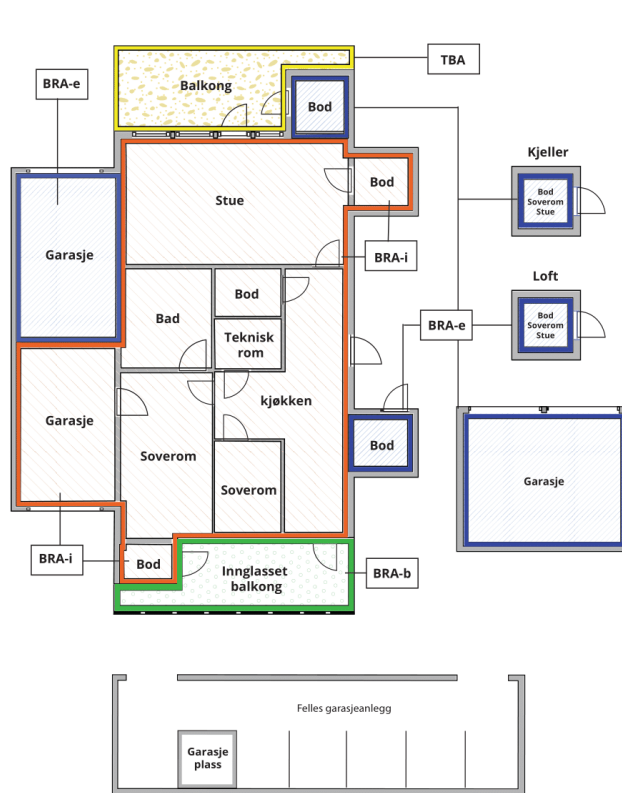 TBA
Balkong
BRA-e
Bod
Kjeller
Bod
Stue
Bod
Soverom
Stue
Garasje
BRA-i
Loft
Bod
Bad
Bod
Soverom
Stue
BRA-e
Teknisk
rom
kjøkken
Garasje
Bod
Soverom
Garasje
Soverom
BRA-i
Bod
Innglasset
balkong
BRA-b
Felles garasjeanlegg
Garasje
plass